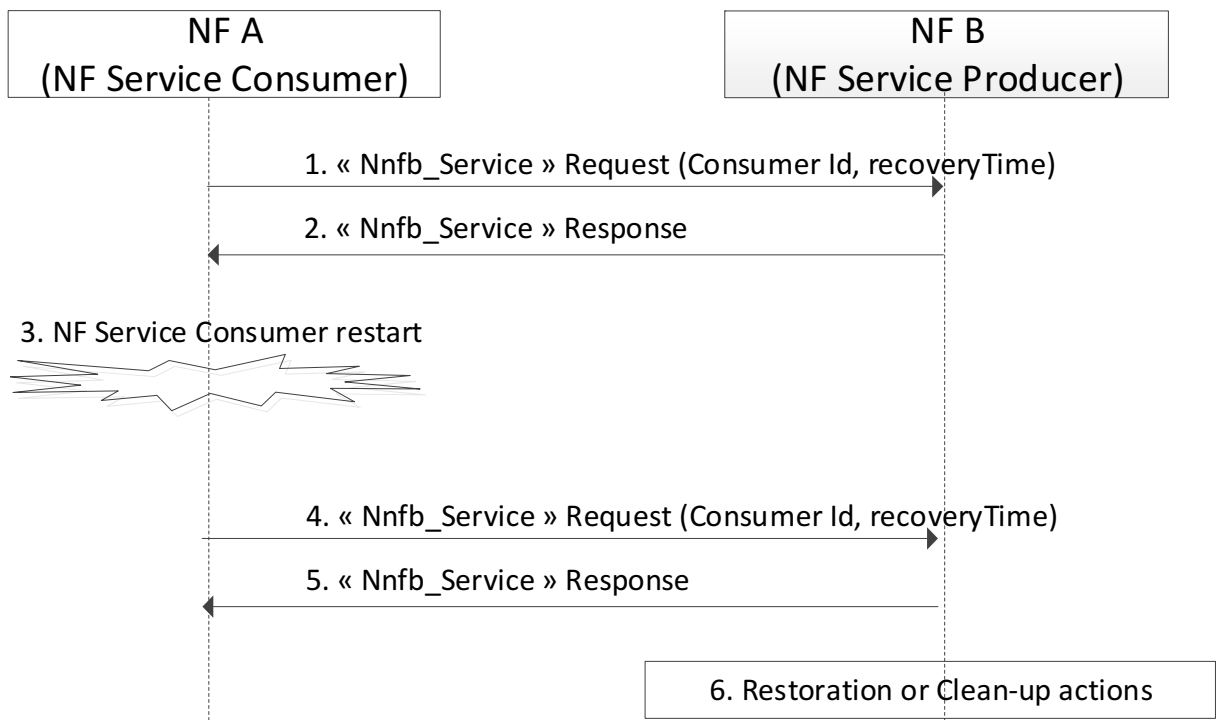 NF A
(NF Service Consumer)
NF B
(NF Service Producer)
1. « Nnfb_Service » Request (Consumer Id, recoveryTime)
2. « Nnfb_Service » Response
3. NF Service Consumer restart
4. « Nnfb_Service » Request (Consumer Id, recoveryTime)
5. « Nnfb_Service » Response
6. Restoration or Clean-up actions